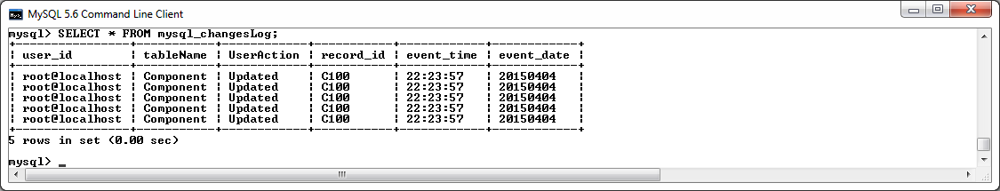 MySQL 5.6 Command Line Client
mysql> SELECT * FROM mysql_changesLog;
+----------------+-----------+------------+-----------+------------+------------+
| user_id        | tableName | UserAction | record_id | event_time | event_date |
+----------------+-----------+------------+-----------+------------+------------+
| root@localhost | Component | Updated    | C100      | 22:23:57   | 20150404   |
| root@localhost | Component | Updated    | C100      | 22:23:57   | 20150404   |
| root@localhost | Component | Updated    | C100      | 22:23:57   | 20150404   |
| root@localhost | Component | Updated    | C100      | 22:23:57   | 20150404   |
| root@localhost | Component | Updated    | C100      | 22:23:57   | 20150404   |
+----------------+-----------+------------+-----------+------------+------------+
5 rows in set (0.00 sec)
mysql> _